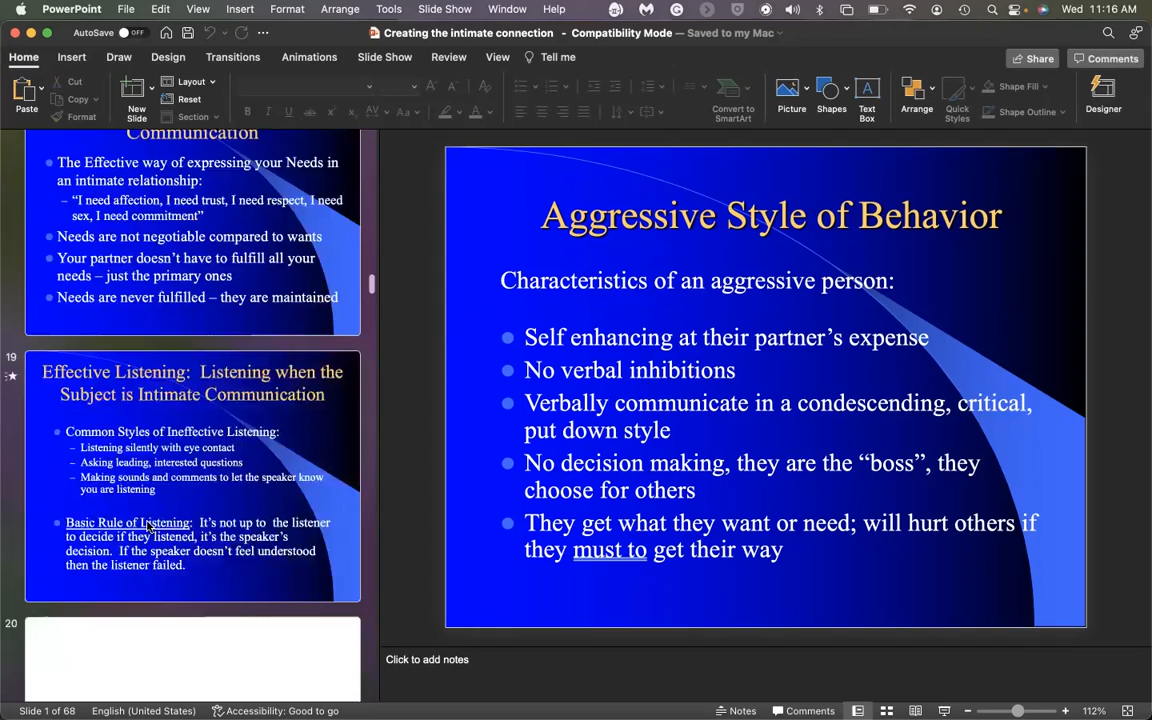 PowerPoint File Edit View Insert Format Arrange Tools Slide Show Window Help Wed 11:16 AM
AutoSave OFF Creating the intimate connection - Compatibility Mode — Saved to my Mac
Home Insert Draw Design Transitions Animations Slide Show Review View Tell me Share Comments
Paste Cut Copy Format New Slide Layout Reset Section Convert to SmartArt Picture Shapes Text Box Arrange Quick Styles Shape Fill Shape Outline Designer
Communication
The Effective way of expressing your Needs in
an intimate relationship:
– “I need affection, I need trust, I need respect, I need
sex, I need commitment”
Needs are not negotiable compared to wants
Your partner doesn’t have to fulfill all your
needs – just the primary ones
Needs are never fulfilled – they are maintained
19
Effective Listening: Listening when the
Subject is Intimate Communication
Common Styles of Ineffective Listening:
– Listening silently with eye contact
– Asking leading, interested questions
– Making sounds and comments to let the speaker know
you are listening
Basic Rule of Listening: It’s not up to the listener
to decide if they listened, it’s the speaker’s
decision. If the speaker doesn’t feel understood
then the listener failed.
20
Aggressive Style of Behavior
Characteristics of an aggressive person:
Self enhancing at their partner’s expense
No verbal inhibitions
Verbally communicate in a condescending, critical,
put down style
No decision making, they are the “boss”, they
choose for others
They get what they want or need; will hurt others if
they must to get their way
Click to add notes
Slide 1 of 68 English (United States) Accessibility: Good to go Notes Comments 112%